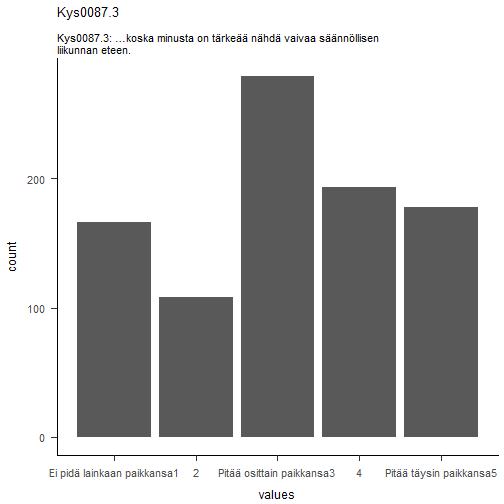 Kys0087.3
Kys0087.3: ...koska minusta on tärkeää nähdä vaivaa säännöllisen
liikunnan eteen.
200
100
0
count
Ei pidä lainkaan paikkansa1 2 Pitää osittain paikkansa3 4 Pitää täysin paikkansa5
values